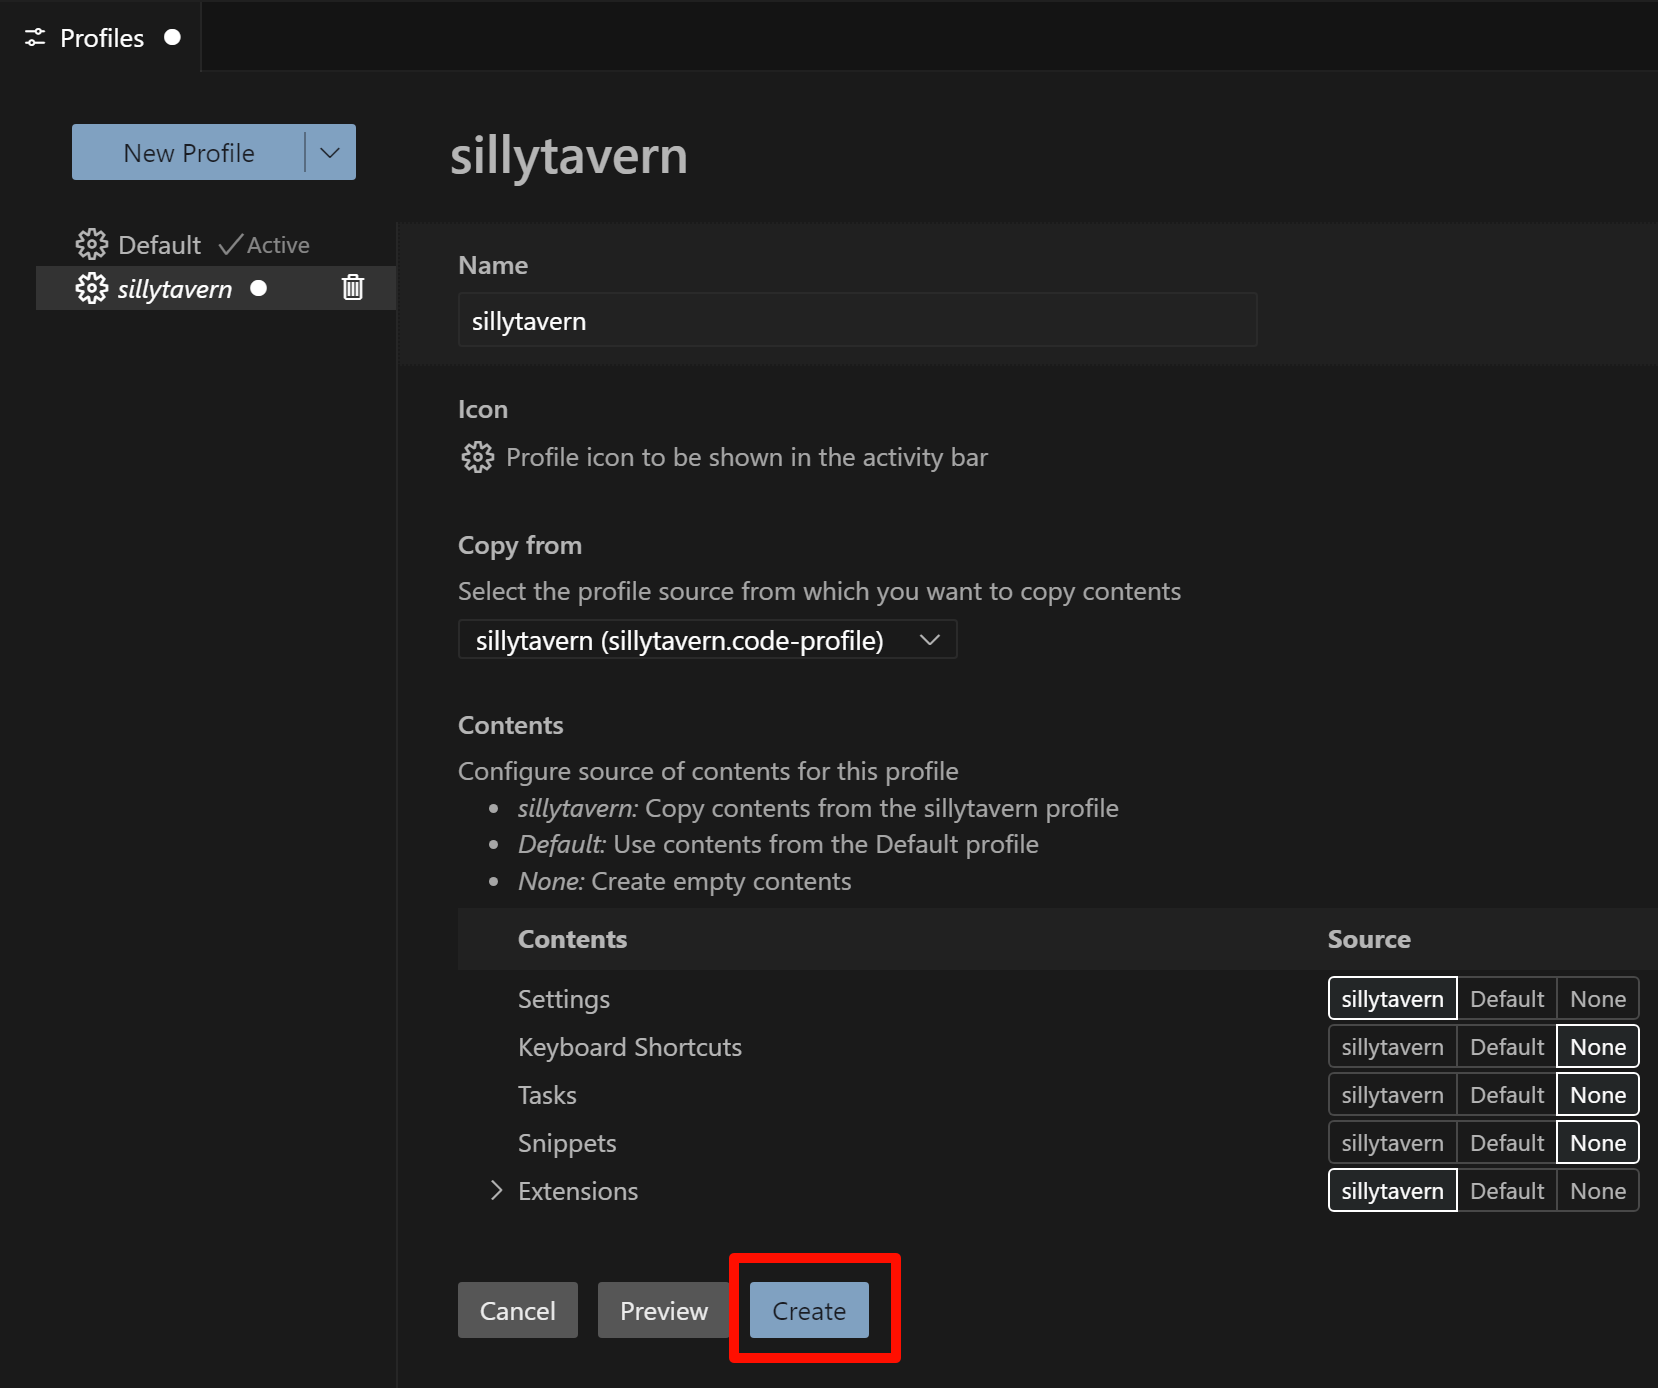 Profiles
New Profile
sillytavern
Default Active
sillytavern
Name
sillytavern
Icon
Profile icon to be shown in the activity bar
Copy from
Select the profile source from which you want to copy contents
sillytavern (sillytavern.code-profile)
Contents
Configure source of contents for this profile
• sillytavern: Copy contents from the sillytavern profile
• Default: Use contents from the Default profile
• None: Create empty contents
Contents Source
Settings sillytavern Default None
Keyboard Shortcuts sillytavern Default None
Tasks sillytavern Default None
Snippets sillytavern Default None
Extensions sillytavern Default None
Cancel Preview Create